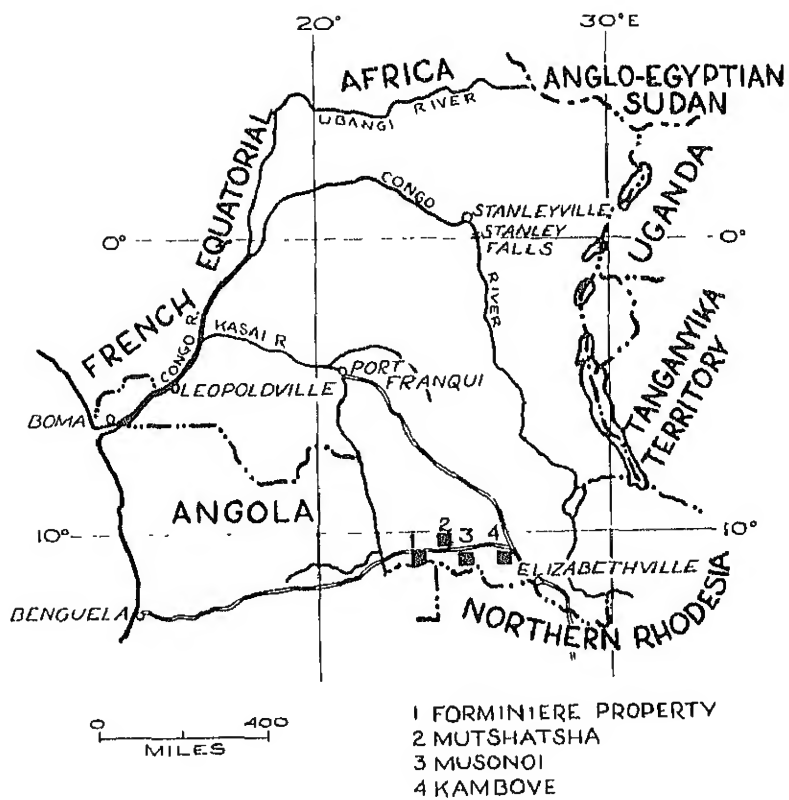 20°
30°E
AFRICA
ANGLO-EGYPTIAN
SUDAN
UBANGI RIVER
EQUATORIAL
UGANDA
CONGO
STANLEYVILLE
STANLEY
FALLS
0°
0°
RIVER
FRENCH
CONGO R.
KASAI R
PORT
FRANQUI
LEOPOLDVILLE
BOMA
TANGANYIKA
TERRITORY
ANGOLA
10°
10°
1
2
3
4
ELIZABETHVILLE
BENGUELA
NORTHERN RHODESIA
0
400
MILES
1 FORMINIERE PROPERTY
2 MUTSHATSHA
3 MUSONOI
4 KAMBOVE